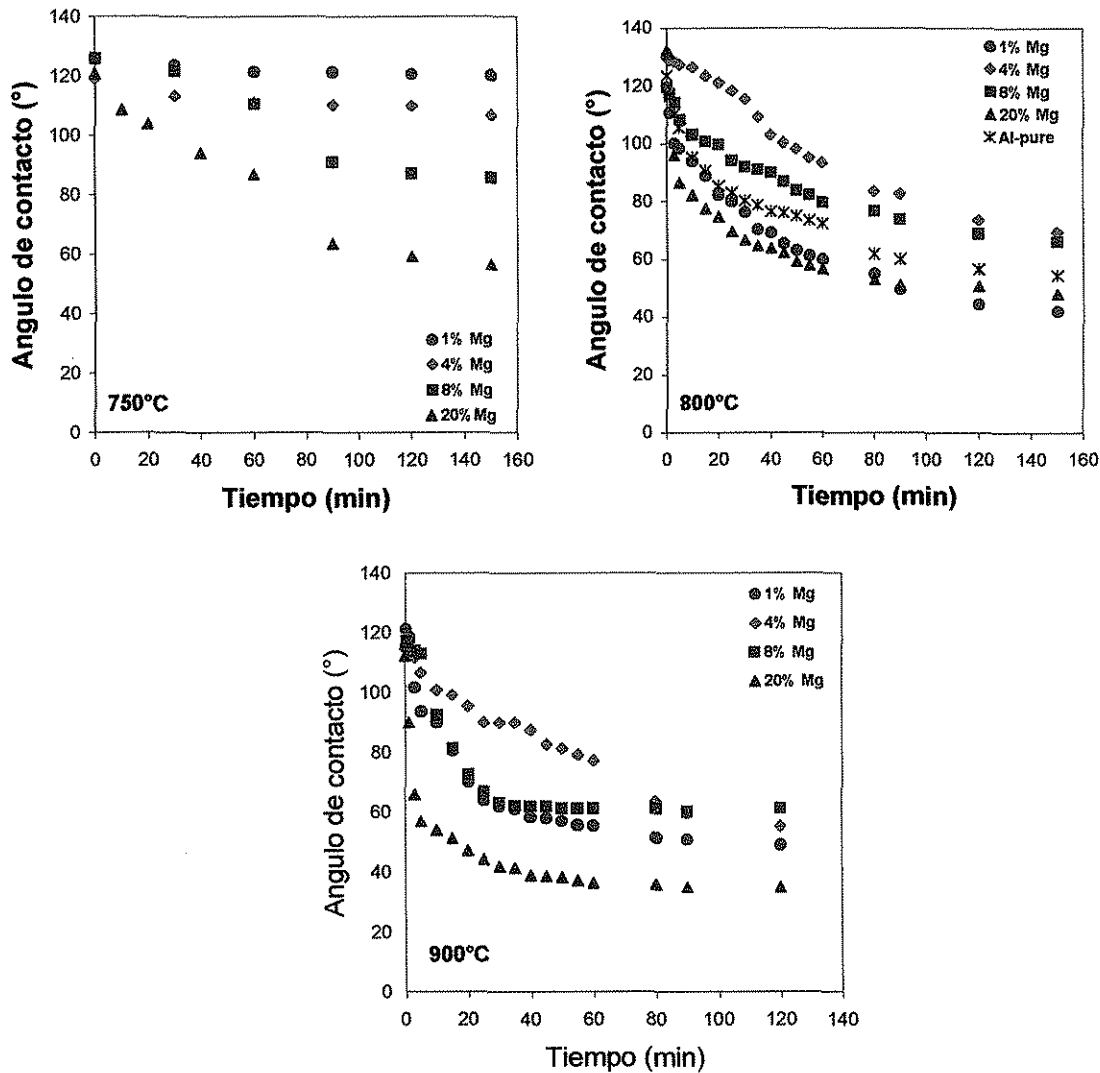 140
120
100
80
60
40
20
0
Angulo de contacto (°)
750°C
1% Mg
4% Mg
8% Mg
20% Mg
0 20 40 60 80 100 120 140 160
Tiempo (min)
140
120
100
80
60
40
20
0
Angulo de contacto (°)
1% Mg
4% Mg
8% Mg
20% Mg
Al-pure
800°C
0 20 40 60 80 100 120 140 160
Tiempo (min)
140
120
100
80
60
40
20
0
Angulo de contacto (°)
1% Mg
4% Mg
8% Mg
20% Mg
900°C
0 20 40 60 80 100 120 140
Tiempo (min)